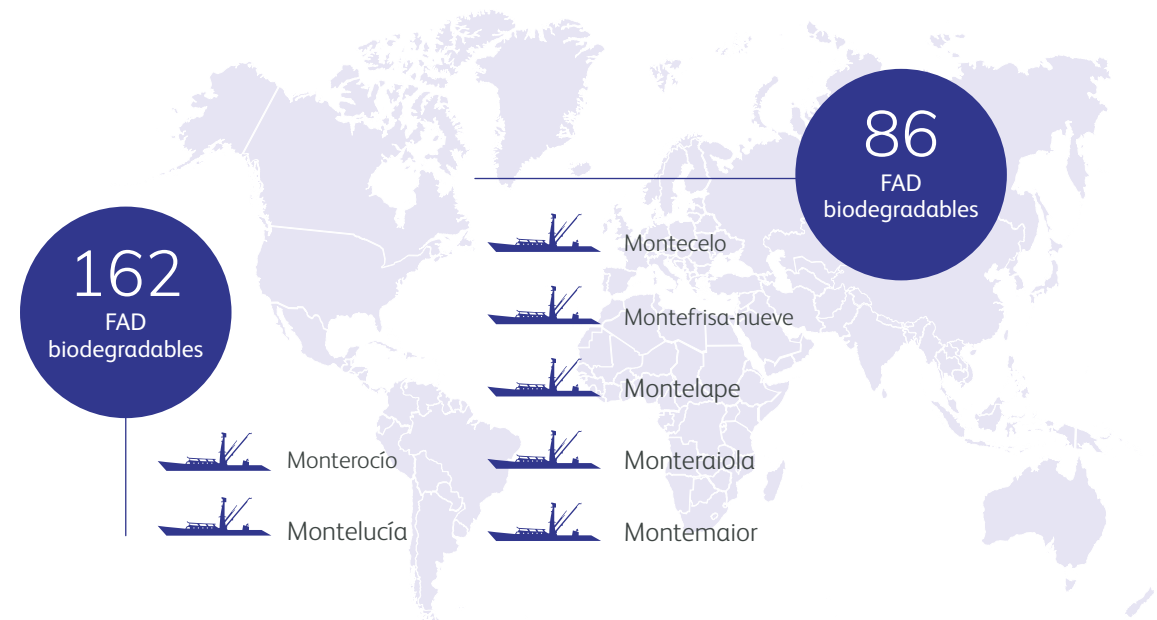 86
FAD
biodegradables
Montecelo
Montefrisa-nueve
Montelape
Monteraiola
Montemaior
162
FAD
biodegradables
Monterocío
Montelucía